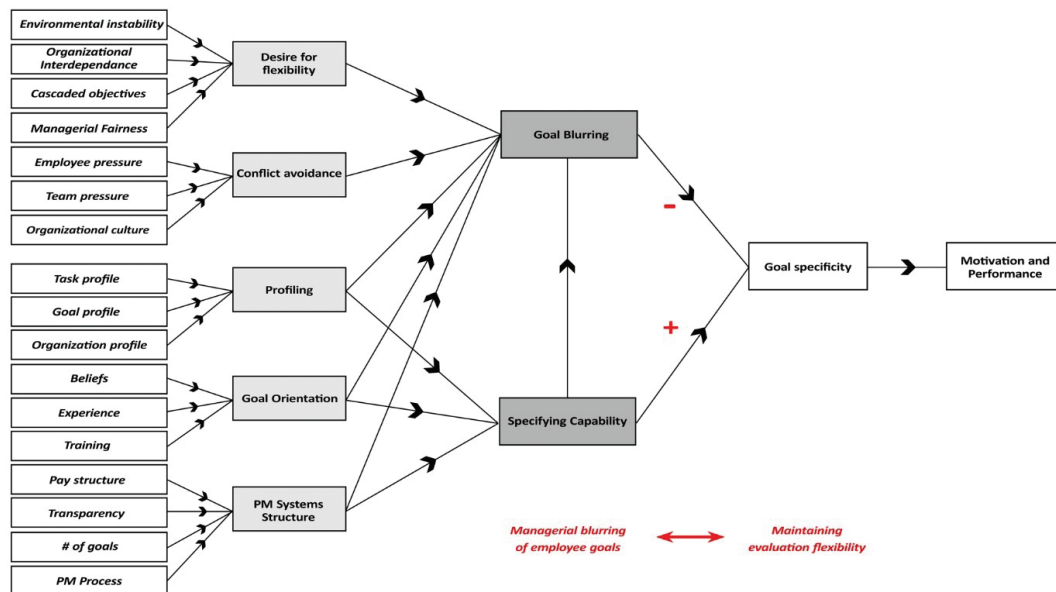 Environmental instability
Organizational
Interdependance
Cascaded objectives
Managerial Fairness
Employee pressure
Team pressure
Organizational culture
Task profile
Goal profile
Organization profile
Beliefs
Experience
Training
Pay structure
Transparency
# of goals
PM Process
Desire for
flexibility
Conflict avoidance
Profiling
Goal Orientation
PM Systems
Structure
Goal Blurring
Specifying Capability
-
+
Goal specificity
Motivation and
Performance
Managerial blurring
of employee goals
Maintaining
evaluation flexibility